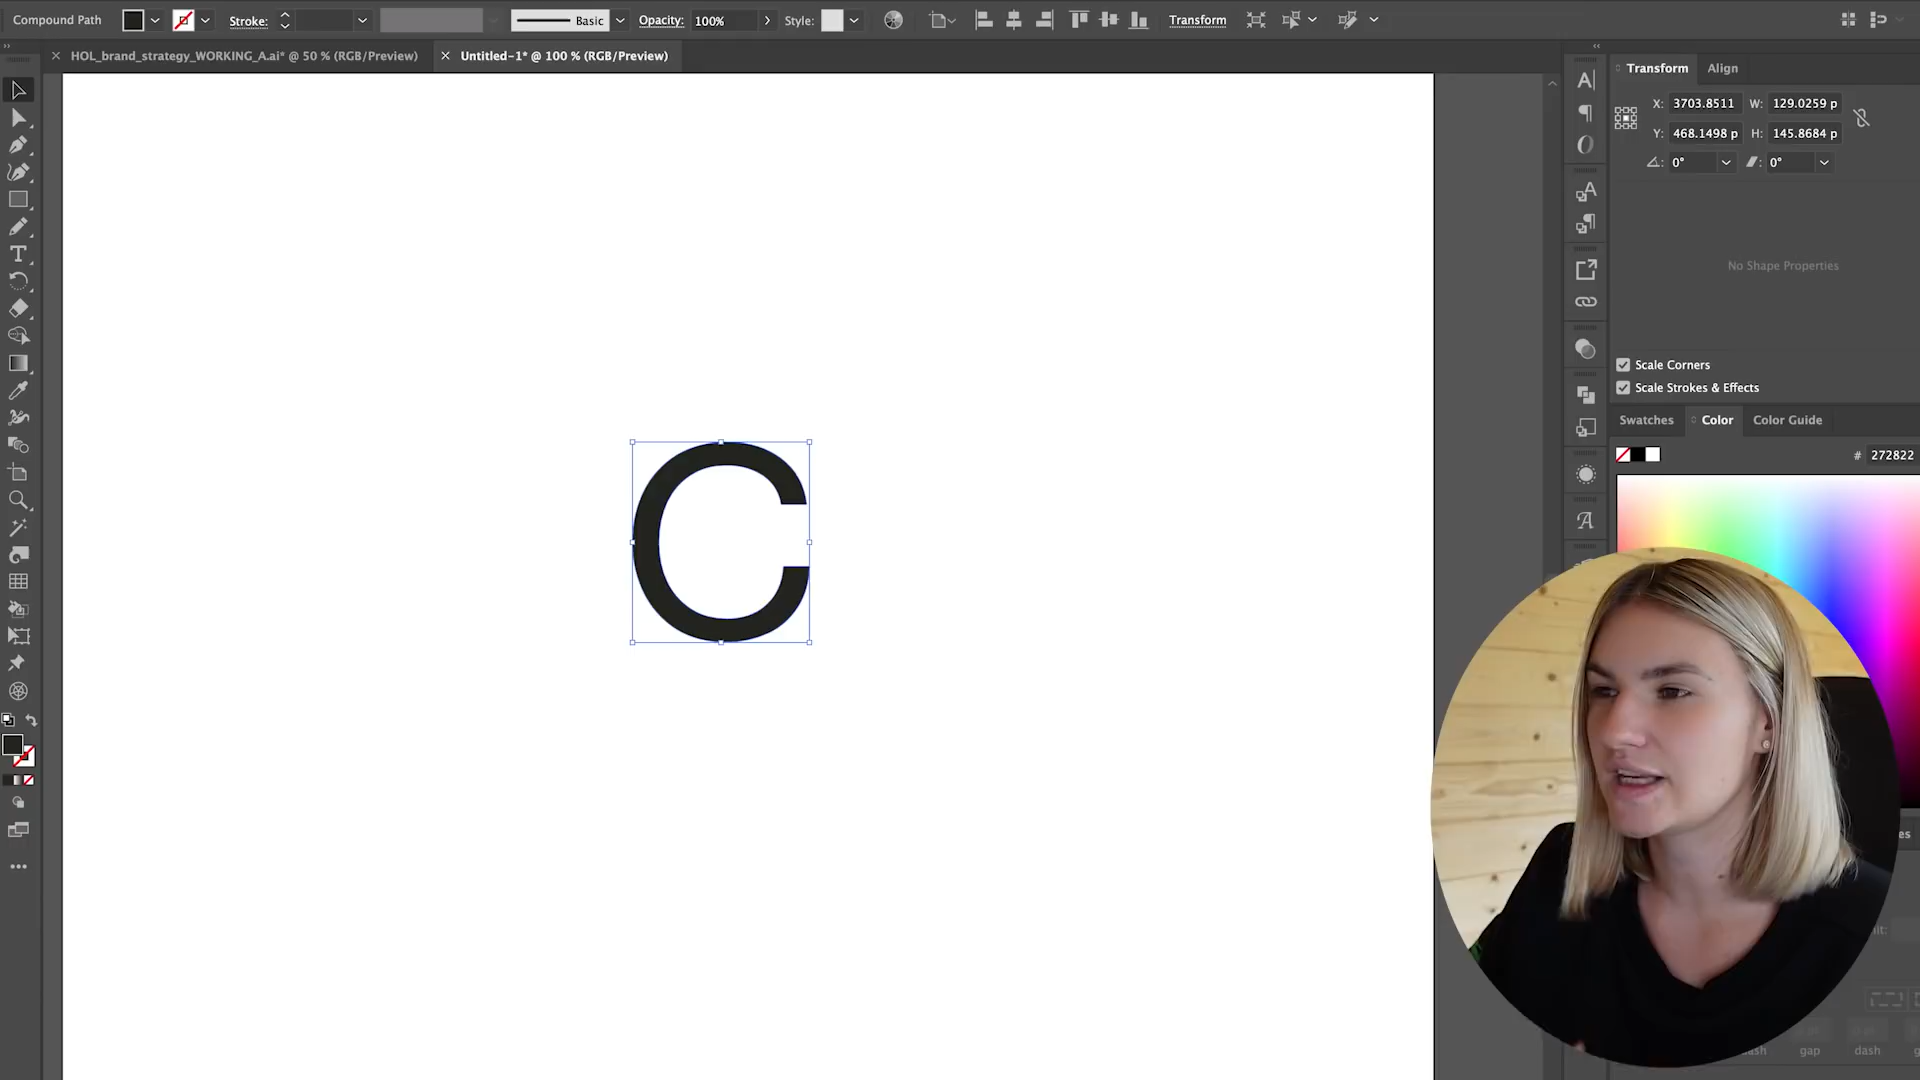 Compound Path
Stroke:
Basic
Opacity:
100%
Style:
Transform
HOL_brand_strategy_WORKING_A.ai* @ 50 % (RGB/Preview)
Untitled-1* @ 100 % (RGB/Preview)
Transform
Align
X:
3703.8511
W:
129.0259 p
Y:
468.1498 p
H:
145.8684 p
0°
0°
No Shape Properties
Scale Corners
Scale Strokes & Effects
Swatches
Color
Color Guide
# 272822
C
gap
dash